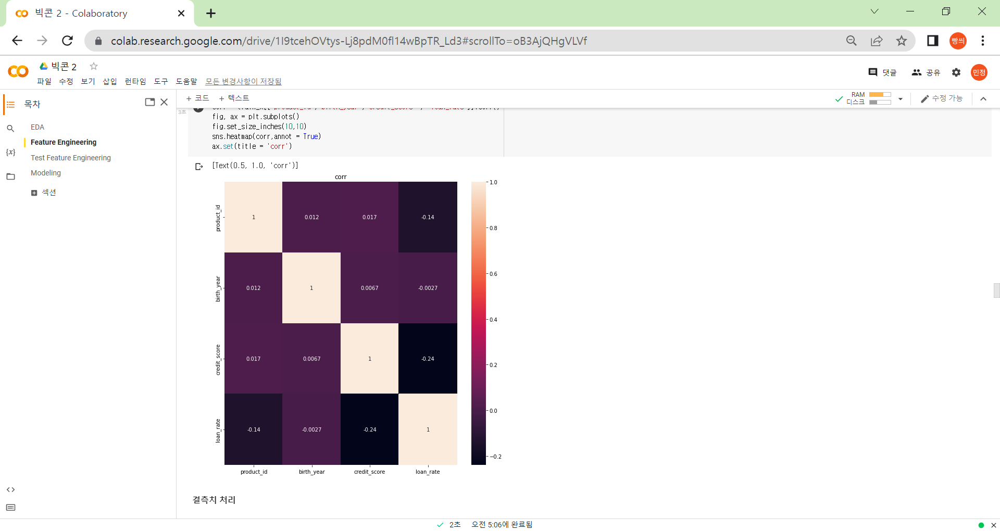 빅콘 2 - Colaboratory
colab.research.google.com/drive/1I9tcehOVtys-Lj8pdM0fl14wBpTR_Ld3#scrollTo=oB3AjQHgVLVf
빵씨
빅콘 2
파일 수정 보기 삽입 런타임 도구 도움말 모든 변경사항이 저장됨
댓글 공유 민정
목차
+ 코드 + 텍스트
RAM
디스크
수정 가능
EDA
Feature Engineering
Test Feature Engineering
Modeling
섹션
{x}
3초
fig, ax = plt.subplots()
fig.set_size_inches(10,10)
sns.heatmap(corr,annot = True)
ax.set(title = 'corr')
[Text(0.5, 1.0, 'corr')]
corr
product_id 1 0.012 0.017 -0.14
birth_year 0.012 1 0.0067 -0.0027
credit_score 0.017 0.0067 1 -0.24
loan_rate -0.14 -0.0027 -0.24 1
product_id birth_year credit_score loan_rate
1.0
0.8
0.6
0.4
0.2
0.0
−0.2
결측치 처리
2초 오전 5:06에 완료됨